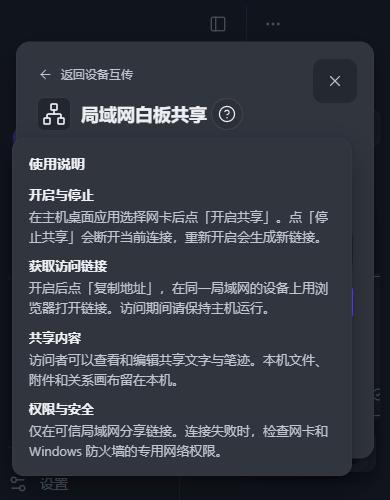 返回设备互传
局域网白板共享
使用说明
开启与停止
在主机桌面应用选择网卡后点「开启共享」。点「停
止共享」会断开当前连接，重新开启会生成新链接。
获取访问链接
开启后点「复制地址」，在同一局域网的设备上用浏
览器打开链接。访问期间请保持主机运行。
共享内容
访问者可以查看和编辑共享文字与笔迹。本机文件、
附件和关系画布留在本机。
权限与安全
仅在可信局域网分享链接。连接失败时，检查网卡和
Windows 防火墙的专用网络权限。
设置